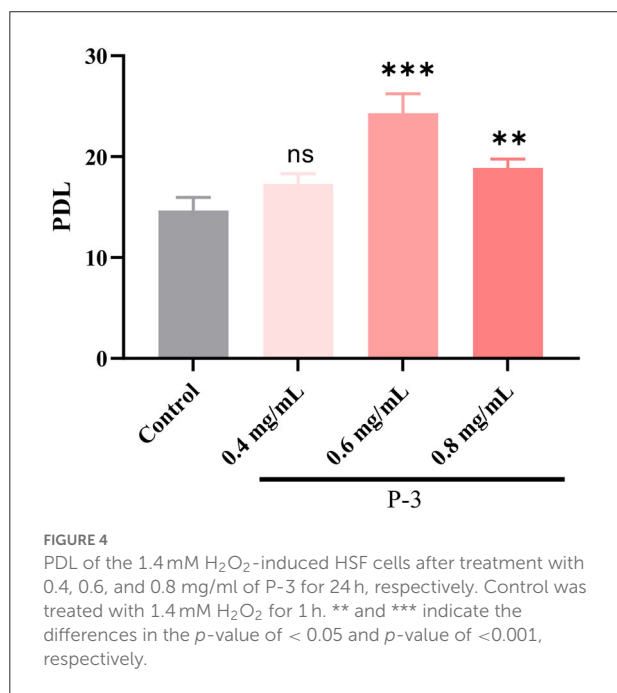 30
20
10
0
PDL
ns
***
**
Control
0.4 mg/mL
0.6 mg/mL
0.8 mg/mL
P-3
FIGURE 4
PDL of the 1.4 mM H₂O₂-induced HSF cells after treatment with
0.4, 0.6, and 0.8 mg/ml of P-3 for 24 h, respectively. Control was
treated with 1.4 mM H₂O₂ for 1 h. ** and *** indicate the
differences in the p-value of < 0.05 and p-value of <0.001,
respectively.